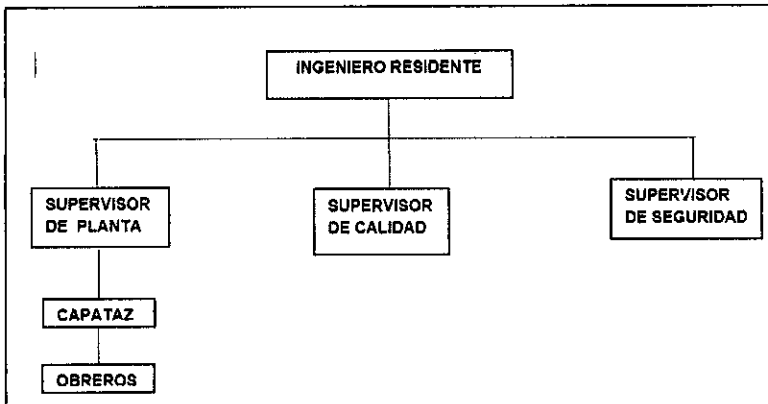 INGENIERO RESIDENTE
SUPERVISOR
DE PLANTA
SUPERVISOR
DE CALIDAD
SUPERVISOR
DE SEGURIDAD
CAPATAZ
OBREROS